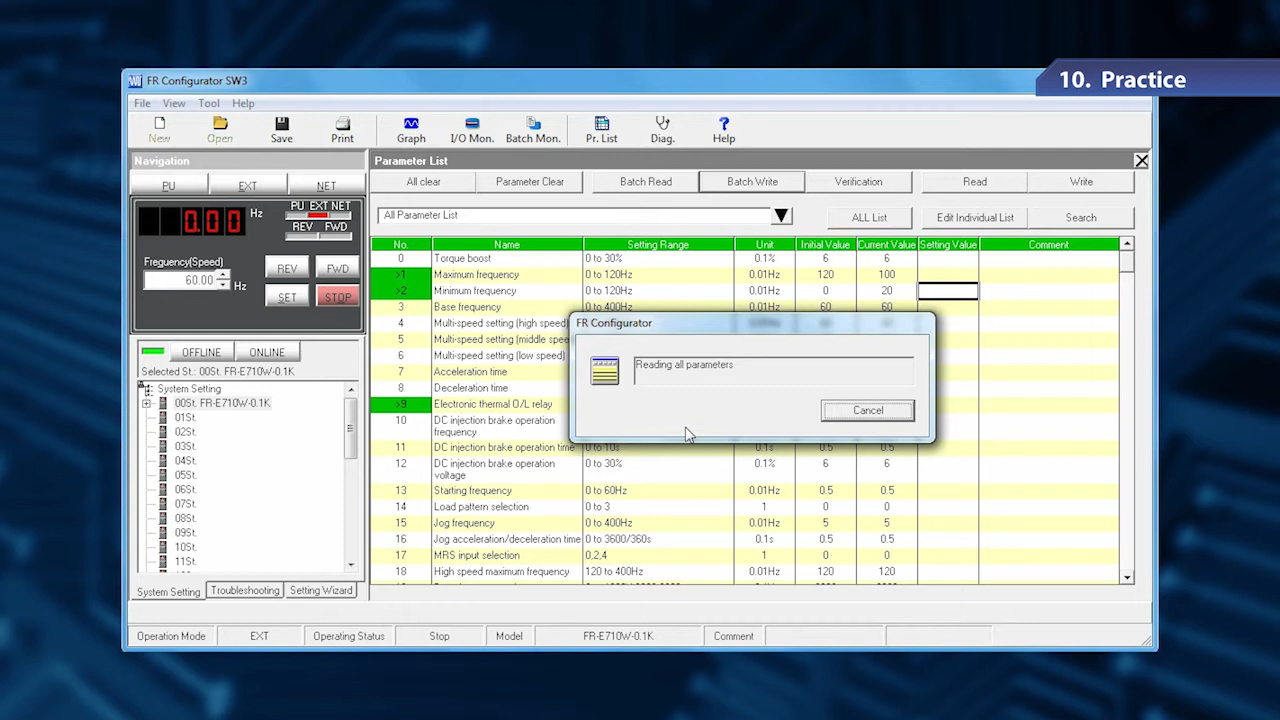 10. Practice
FR Configurator SW3
File View Tool Help
New Open Save Print Graph I/O Mon. Batch Mon. Pr. List Diag. Help
Navigation
PU EXT NET
0.00 Hz
PU EXT NET
REV FWD
Frequency(Speed)
60.00 Hz
REV FWD
SET STOP
OFFLINE ONLINE
Selected St.: 00St. FR-E710W-0.1K
System Setting
00St. FR-E710W-0.1K
01St.
02St.
03St.
04St.
05St.
06St.
07St.
08St.
09St.
10St.
11St.
System Setting Troubleshooting Setting Wizard
Parameter List
All clear Parameter Clear Batch Read Batch Write Verification Read Write
All Parameter List ALL List Edit Individual List Search
No. Name Setting Range Unit Initial Value Current Value Setting Value Comment
0 Torque boost 0 to 30% 0.1% 6 6
>1 Maximum frequency 0 to 120Hz 0.01Hz 120 100
>2 Minimum frequency 0 to 120Hz 0.01Hz 0 20
3 Base frequency 0 to 400Hz 0.01Hz 60 60
4 Multi-speed setting (high speed)
5 Multi-speed setting (middle speed
6 Multi-speed setting (low speed)
7 Acceleration time
8 Deceleration time
>9 Electronic thermal O/L relay
10 DC injection brake operation
frequency
11 DC injection brake operation time 0 to 10s 0.1s 0.5 0.5
12 DC injection brake operation 0 to 30% 0.1% 6 6
voltage
13 Starting frequency 0 to 60Hz 0.01Hz 0.5 0.5
14 Load pattern selection 0 to 3 1 0 0
15 Jog frequency 0 to 400Hz 0.01Hz 5 5
16 Jog acceleration/deceleration time 0 to 3600/360s 0.1s 0.5 0.5
17 MRS input selection 0,2,4 1 0 0
18 High speed maximum frequency 120 to 400Hz 0.01Hz 120 120
FR Configurator
Reading all parameters
Cancel
Operation Mode EXT Operating Status Stop Model FR-E710W-0.1K Comment